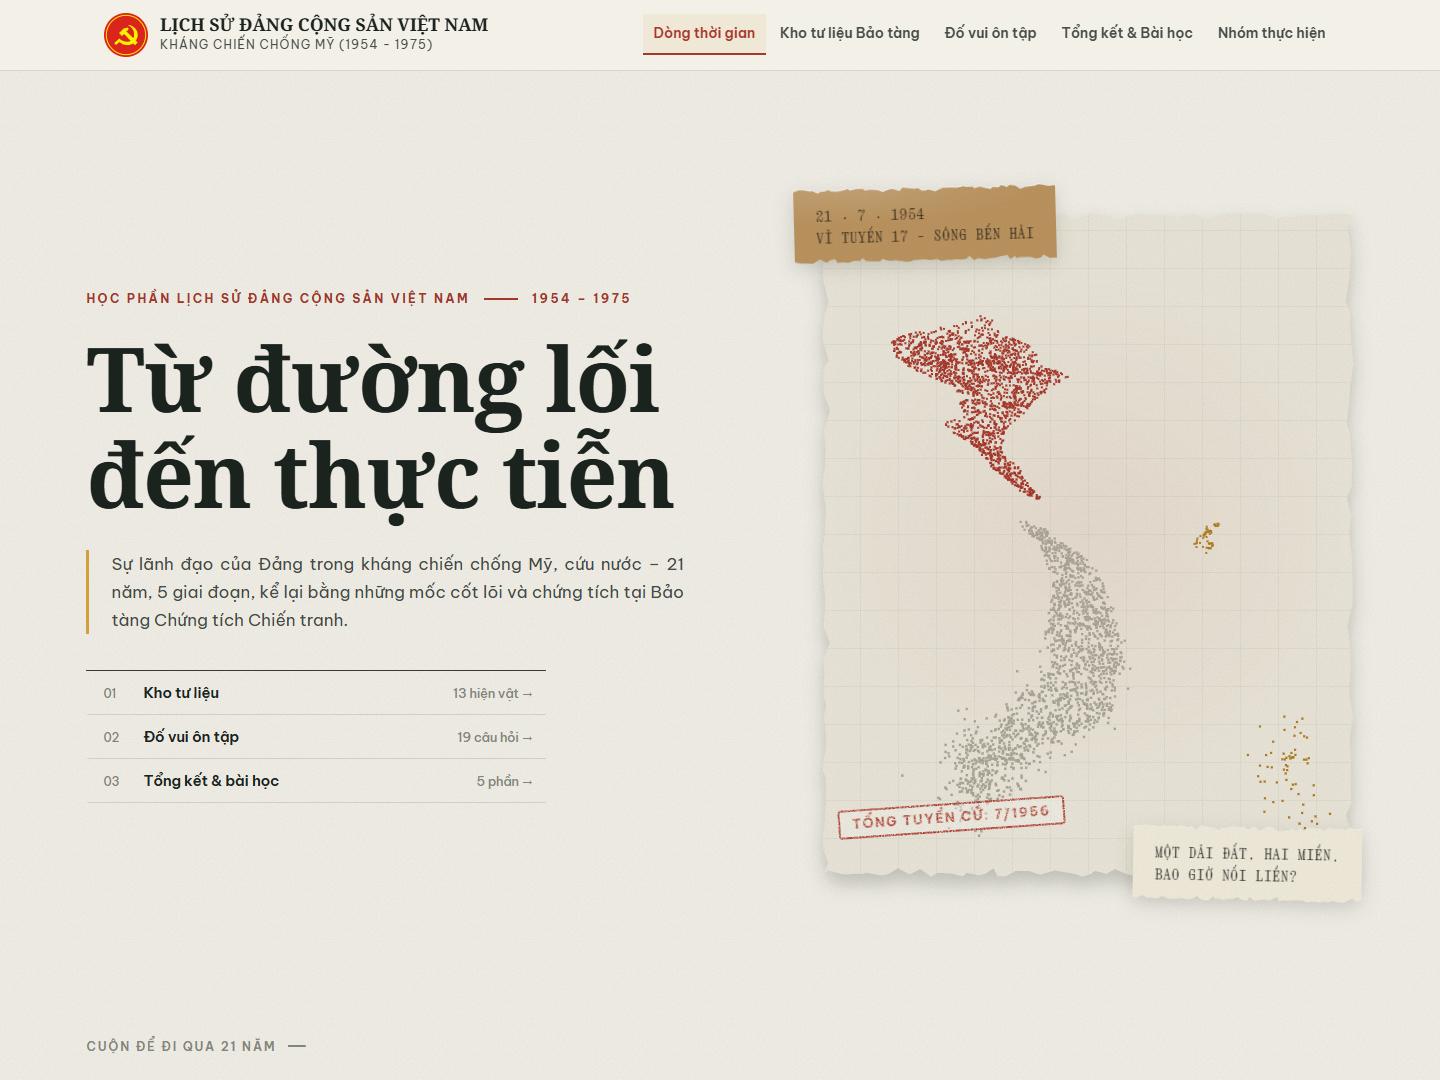 LỊCH SỬ ĐẢNG CỘNG SẢN VIỆT NAM
KHÁNG CHIẾN CHỐNG MỸ (1954 - 1975)
Dòng thời gian
Kho tư liệu Bảo tàng
Đố vui ôn tập
Tổng kết & Bài học
Nhóm thực hiện
21 . 7 . 1954
VĨ TUYẾN 17 - SÔNG BẾN HẢI
HỌC PHẦN LỊCH SỬ ĐẢNG CỘNG SẢN VIỆT NAM — 1954 – 1975
Từ đường lối
đến thực tiễn
Sự lãnh đạo của Đảng trong kháng chiến chống Mỹ, cứu nước – 21
năm, 5 giai đoạn, kể lại bằng những mốc cốt lõi và chứng tích tại Bảo
tàng Chứng tích Chiến tranh.
01 Kho tư liệu 13 hiện vật →
02 Đố vui ôn tập 19 câu hỏi →
03 Tổng kết & bài học 5 phần →
TỔNG TUYỂN CỬ: 7/1956
MỘT DẢI ĐẤT. HAI MIỀN.
BAO GIỜ NỐI LIỀN?
CUỘN ĐỂ ĐI QUA 21 NĂM —